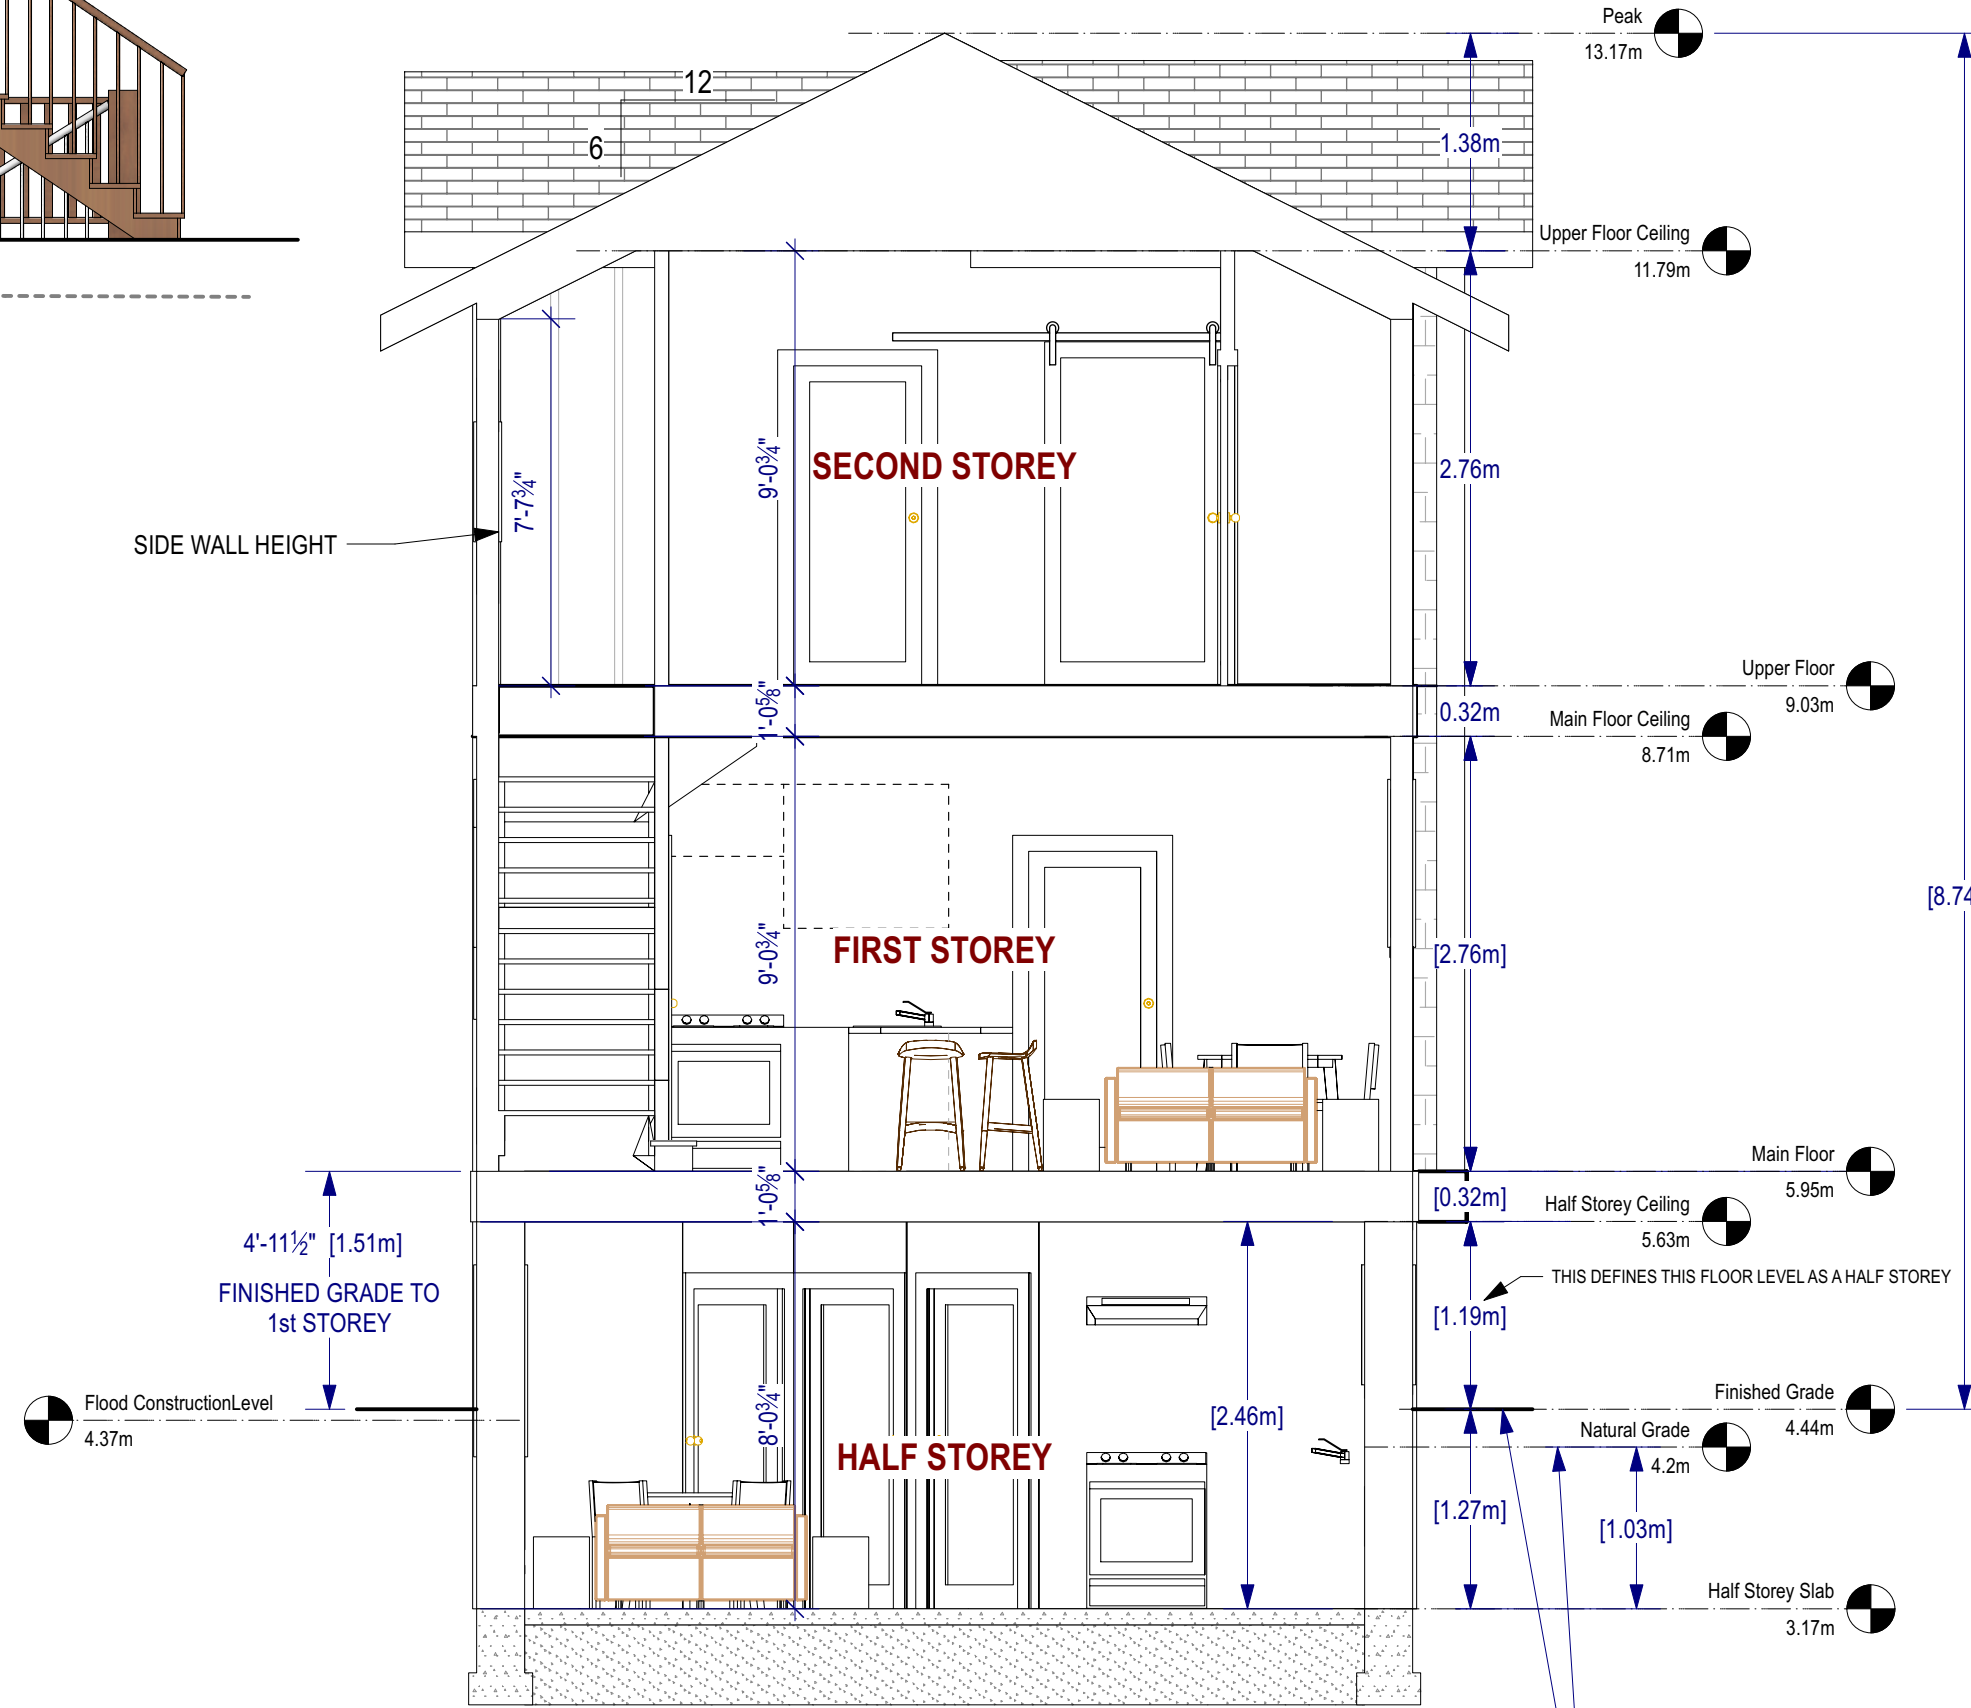 Peak
13.17m
12
6
1.38m
Upper Floor Ceiling
11.79m
9'-0¾"
SECOND STOREY
2.76m
7'-7¾"
SIDE WALL HEIGHT
Upper Floor
9.03m
1'-0⅝"
0.32m
Main Floor Ceiling
8.71m
[8.74
9'-0¾"
FIRST STOREY
[2.76m]
Main Floor
5.95m
1'-0⅝"
[0.32m]
Half Storey Ceiling
5.63m
4'-11½" [1.51m]
FINISHED GRADE TO
1st STOREY
THIS DEFINES THIS FLOOR LEVEL AS A HALF STOREY
[1.19m]
Flood ConstructionLevel
4.37m
Finished Grade
4.44m
Natural Grade
4.2m
8'-0¾"
[2.46m]
HALF STOREY
[1.27m]
[1.03m]
Half Storey Slab
3.17m